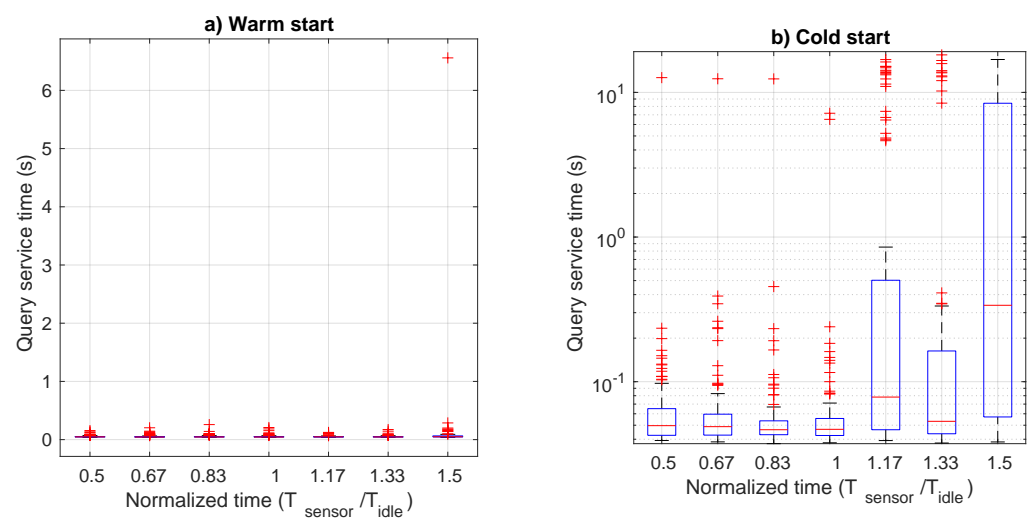 a) Warm start
6
5
4
3
2
1
0
Query service time (s)
0.5 0.67 0.83 1 1.17 1.33 1.5
Normalized time (T sensor /T idle)
b) Cold start
10^1
10^0
10^-1
Query service time (s)
0.5 0.67 0.83 1 1.17 1.33 1.5
Normalized time (T sensor /T idle)